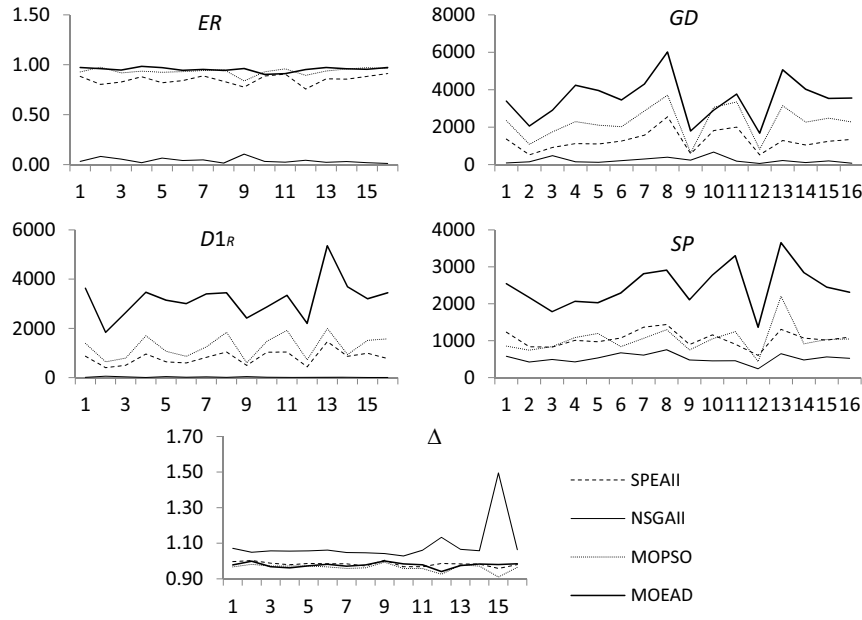 ER
1.50
1.00
0.50
0.00
1 3 5 7 9 11 13 15
GD
8000
6000
4000
2000
0
1 2 3 4 5 6 7 8 9 10 11 12 13 14 15 16
D1R
6000
4000
2000
0
1 3 5 7 9 11 13 15
SP
4000
3000
2000
1000
0
1 2 3 4 5 6 7 8 9 10 11 12 13 14 15 16
Δ
1.70
1.50
1.30
1.10
0.90
1 3 5 7 9 11 13 15
SPEAII
NSGAII
MOPSO
MOEAD